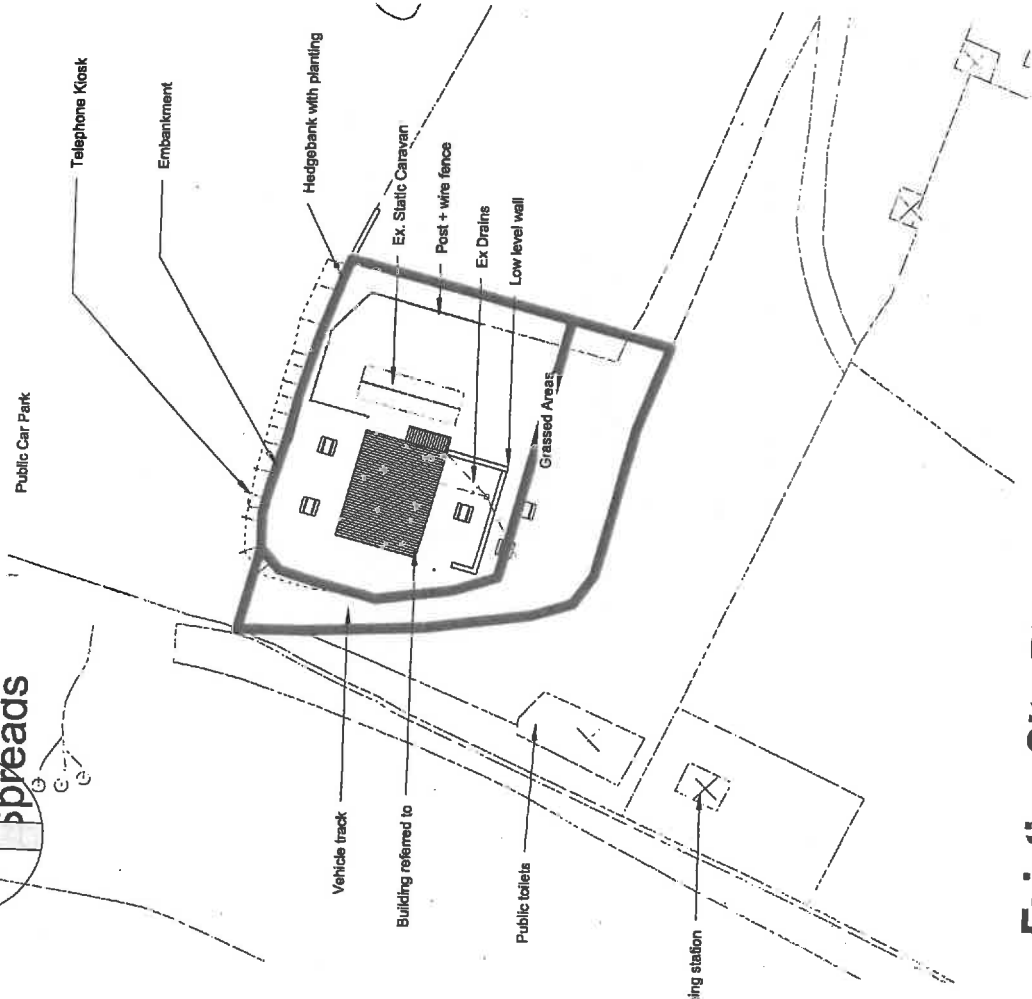 Telephone Kiosk
Embankment
Public Car Park
Hedgebank with planting
Ex. Static Caravan
Post + wire fence
Ex Drains
Low level wall
Grassed Areas
spreads
Vehicle track
Building referred to
Public toilets
station